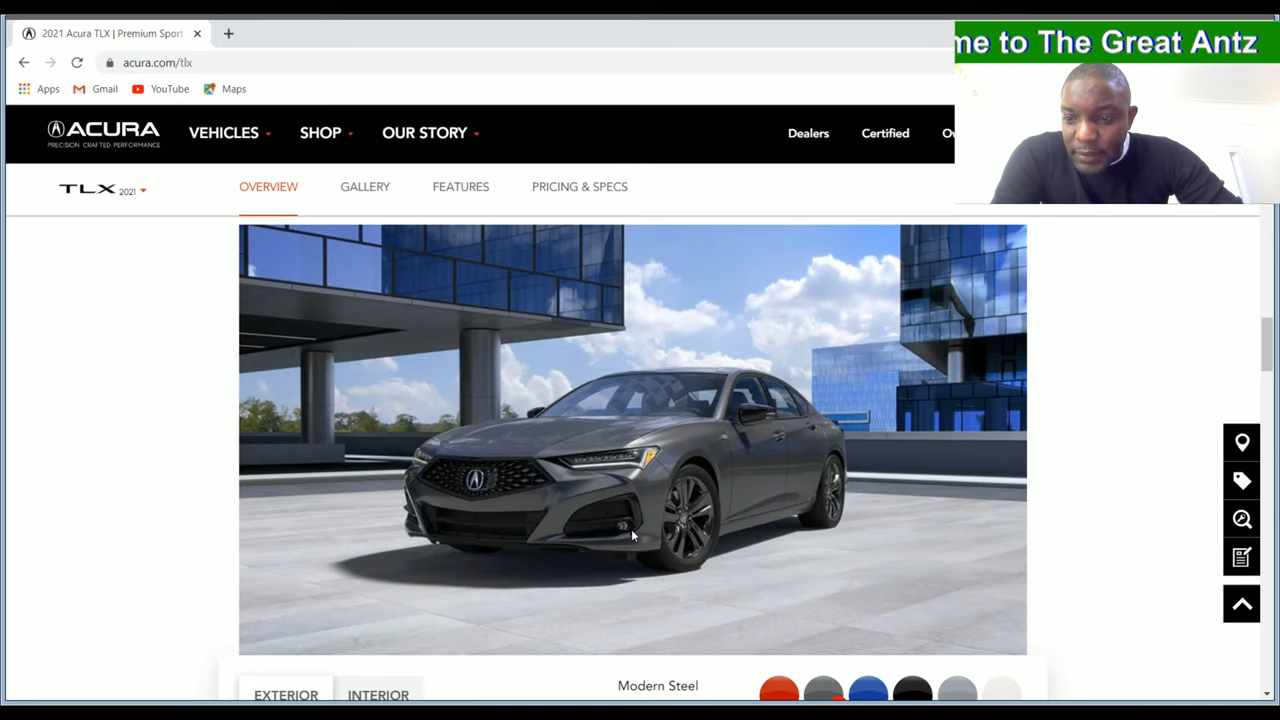 2021 Acura TLX | Premium Sport
me to The Great Antz
acura.com/tlx
Apps
Gmail
YouTube
Maps
ACURA
PRECISION CRAFTED PERFORMANCE
VEHICLES
SHOP
OUR STORY
Dealers
Certified
TLX 2021
OVERVIEW
GALLERY
FEATURES
PRICING & SPECS
EXTERIOR
INTERIOR
Modern Steel